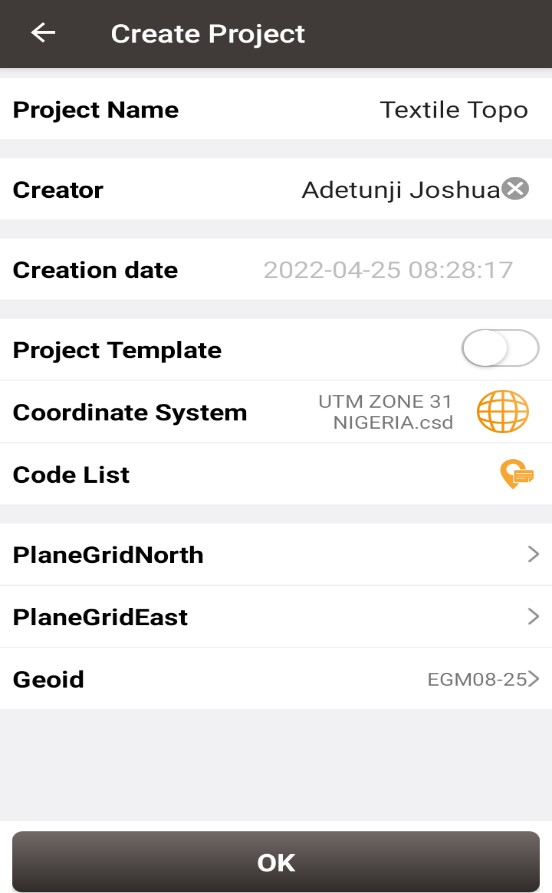 Create Project
Project Name Textile Topo
Creator Adetunji Joshua
Creation date 2022-04-25 08:28:17
Project Template
Coordinate System UTM ZONE 31
NIGERIA.csd
Code List
PlaneGridNorth
PlaneGridEast
Geoid EGM08-25
OK